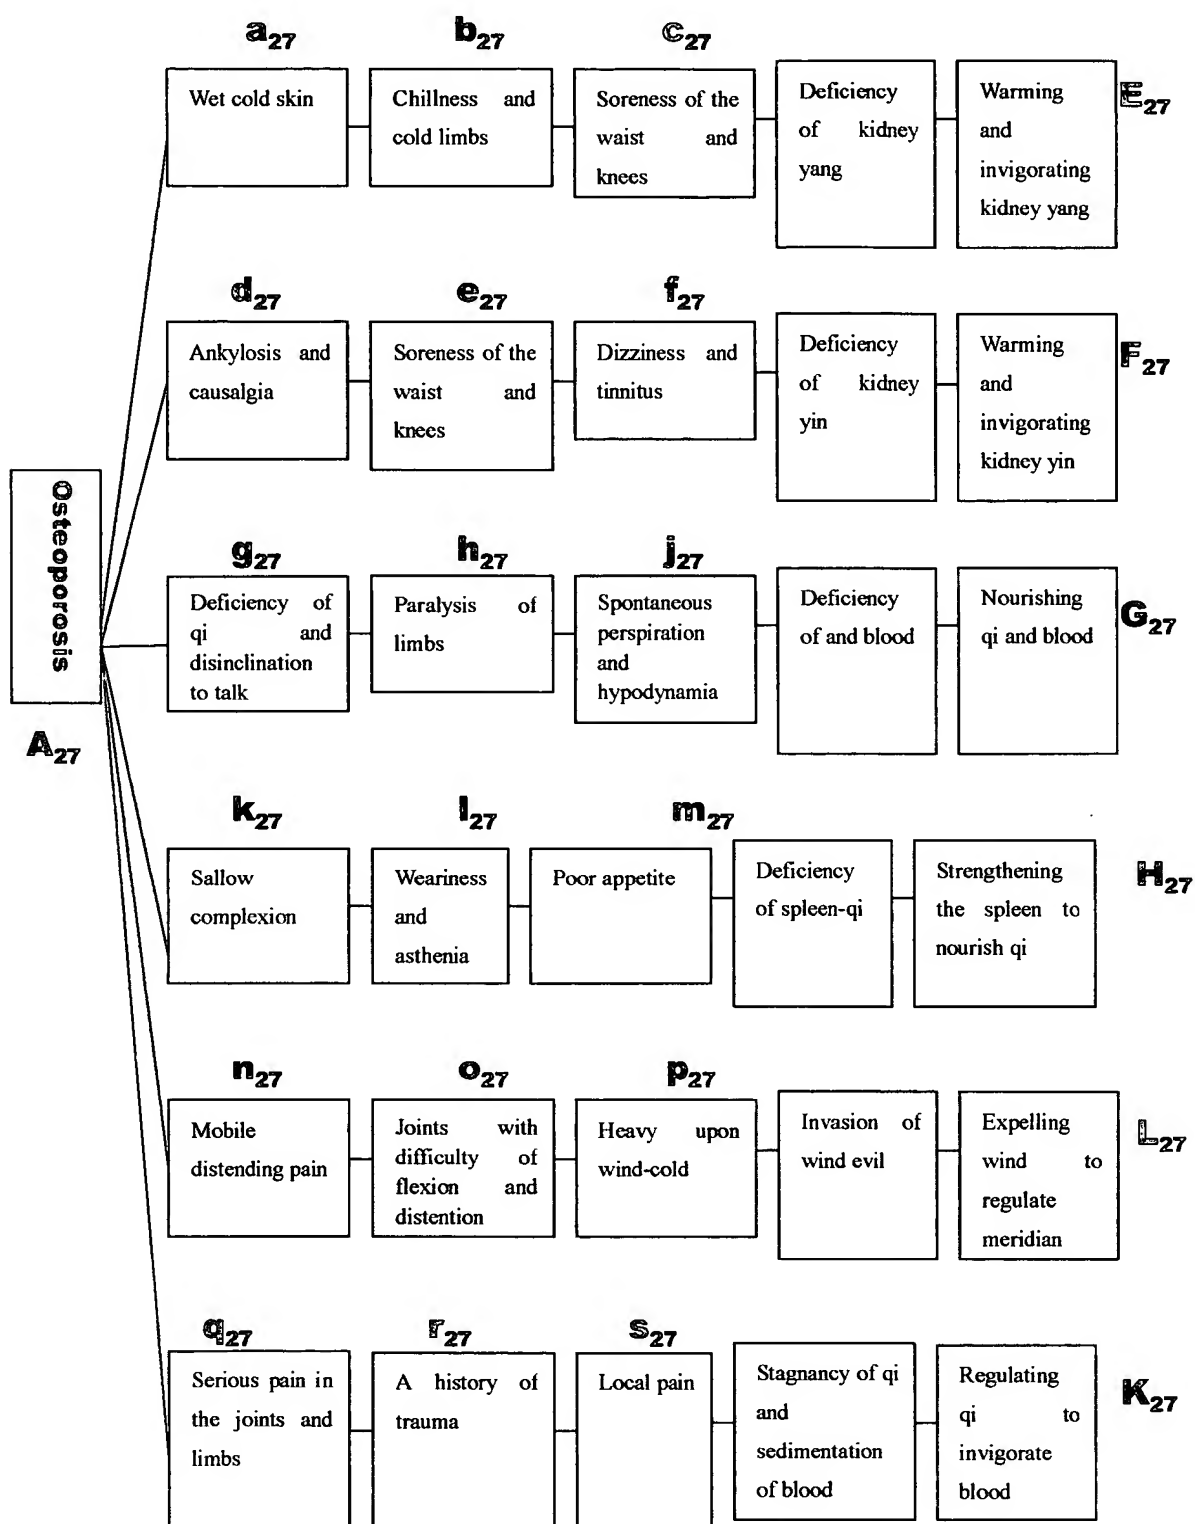 a27 b27 c27
Wet cold skin
Chillness and
cold limbs
Soreness of the
waist and
knees
Deficiency
of kidney
yang
Warming
and
invigorating
kidney yang
E27
d27 e27 f27
Ankylosis and
causalgia
Soreness of the
waist and
knees
Dizziness and
tinnitus
Deficiency
of kidney
yin
Warming
and
invigorating
kidney yin
F27
Osteoporosis
A27
g27 h27 j27
Deficiency of
qi and
disinclination
to talk
Paralysis of
limbs
Spontaneous
perspiration
and
hypodynamia
Deficiency
of and blood
Nourishing
qi and blood
G27
k27 l27 m27
Sallow
complexion
Weariness
and
asthenia
Poor appetite
Deficiency
of spleen-qi
Strengthening
the spleen to
nourish qi
H27
n27 o27 p27
Mobile
distending pain
Joints with
difficulty of
flexion and
distention
Heavy upon
wind-cold
Invasion of
wind evil
Expelling
wind to
regulate
meridian
L27
q27 r27 s27
Serious pain in
the joints and
limbs
A history of
trauma
Local pain
Stagnancy of qi
and
sedimentation
of blood
Regulating
qi to
invigorate
blood
K27